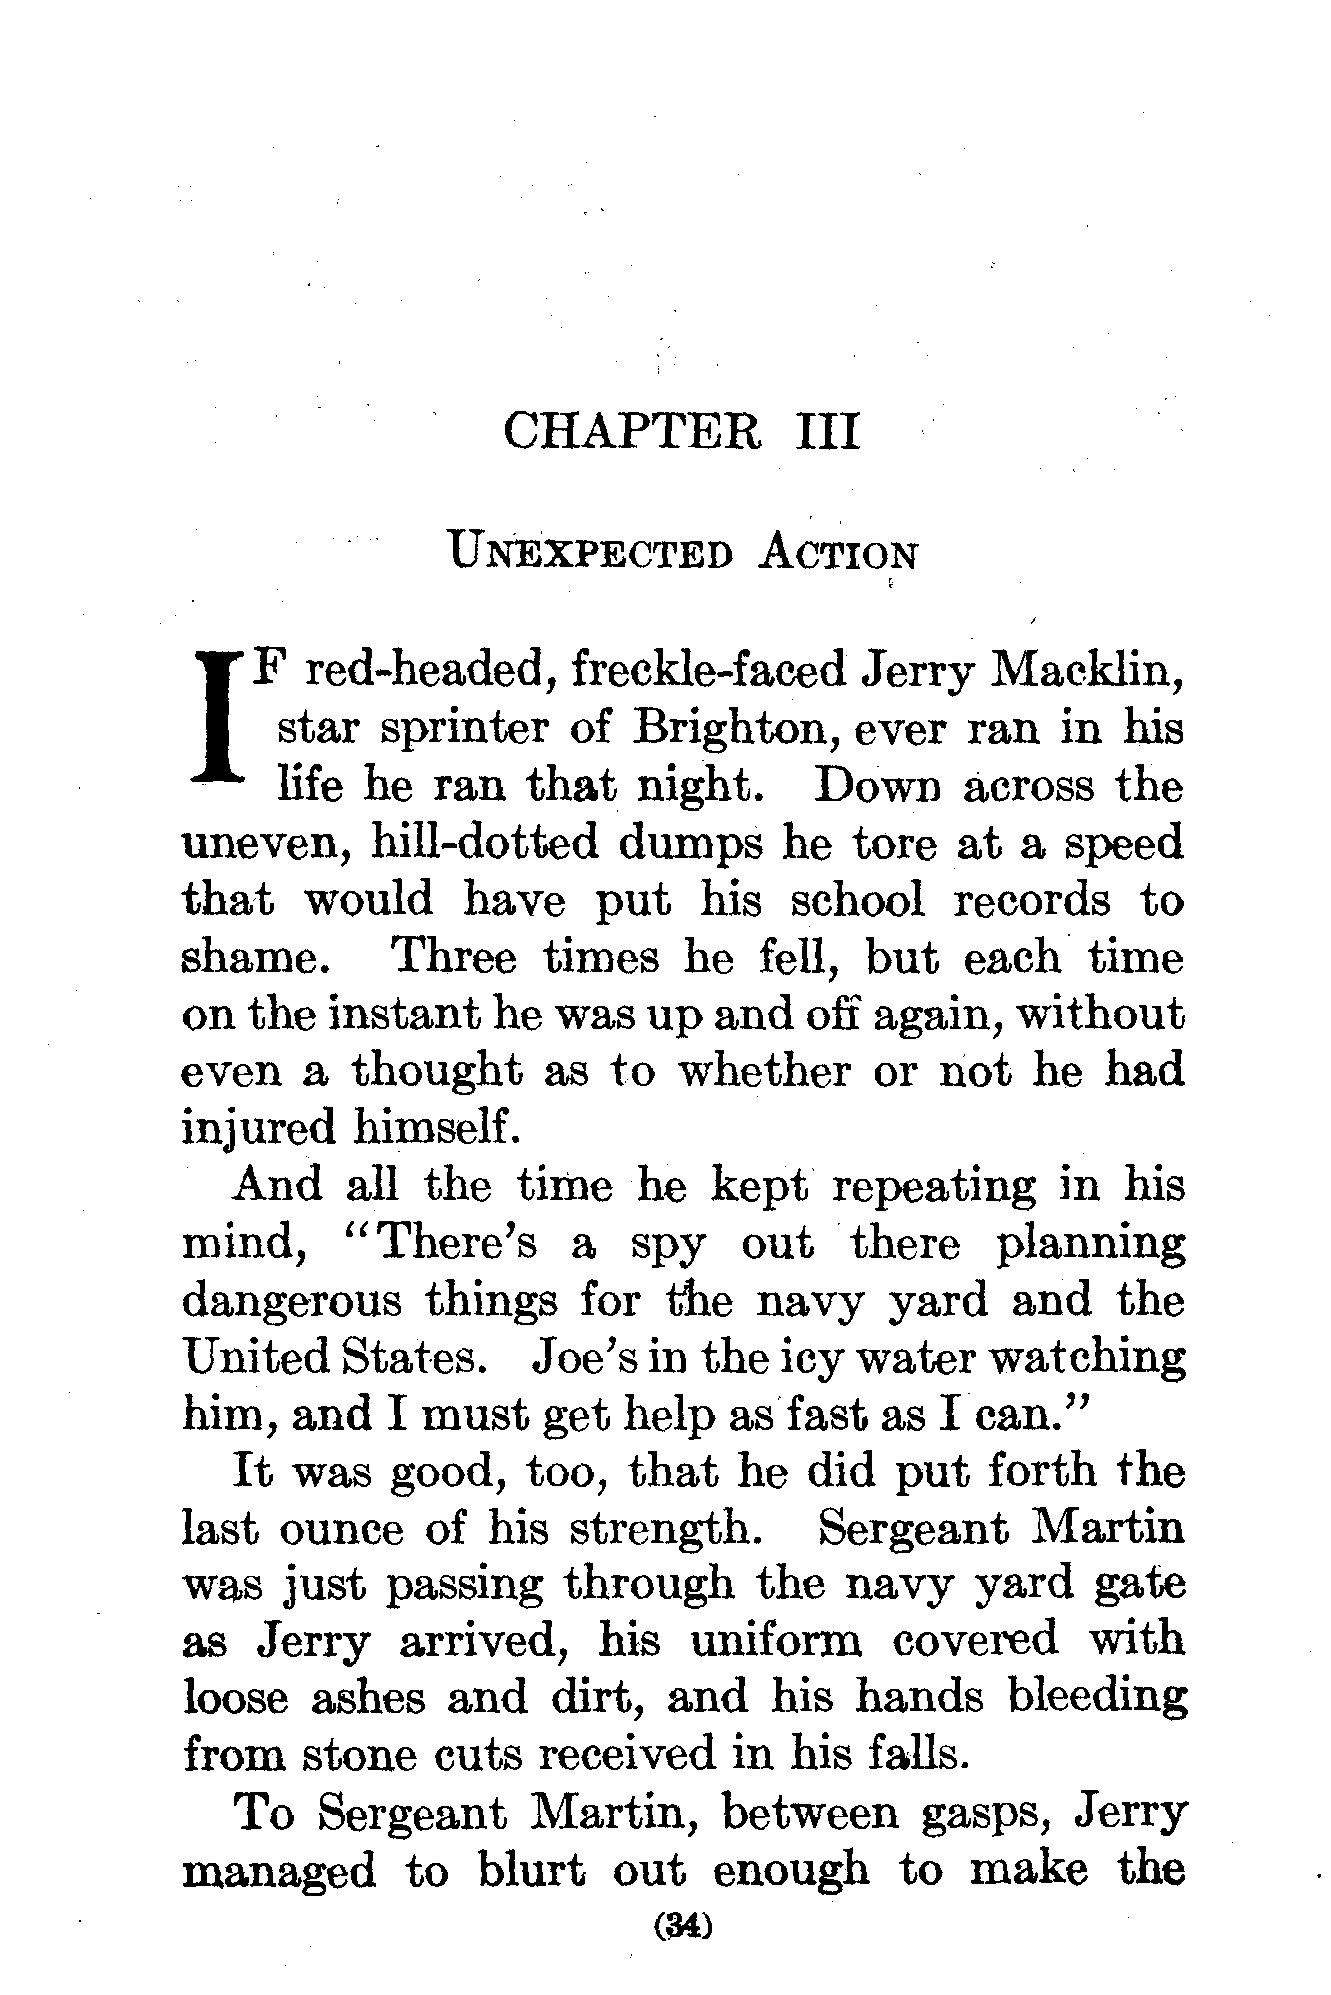 CHAPTER III
UNEXPECTED ACTION
IF red-headed, freckle-faced Jerry Macklin,
star sprinter of Brighton, ever ran in his
life he ran that night. Down across the
uneven, hill-dotted dumps he tore at a speed
that would have put his school records to
shame. Three times he fell, but each time
on the instant he was up and off again, without
even a thought as to whether or not he had
injured himself.
And all the time he kept repeating in his
mind, "There's a spy out there planning
dangerous things for the navy yard and the
United States. Joe's in the icy water watching
him, and I must get help as fast as I can."
It was good, too, that he did put forth the
last ounce of his strength. Sergeant Martin
was just passing through the navy yard gate
as Jerry arrived, his uniform covered with
loose ashes and dirt, and his hands bleeding
from stone cuts received in his falls.
To Sergeant Martin, between gasps, Jerry
managed to blurt out enough to make the
(34)